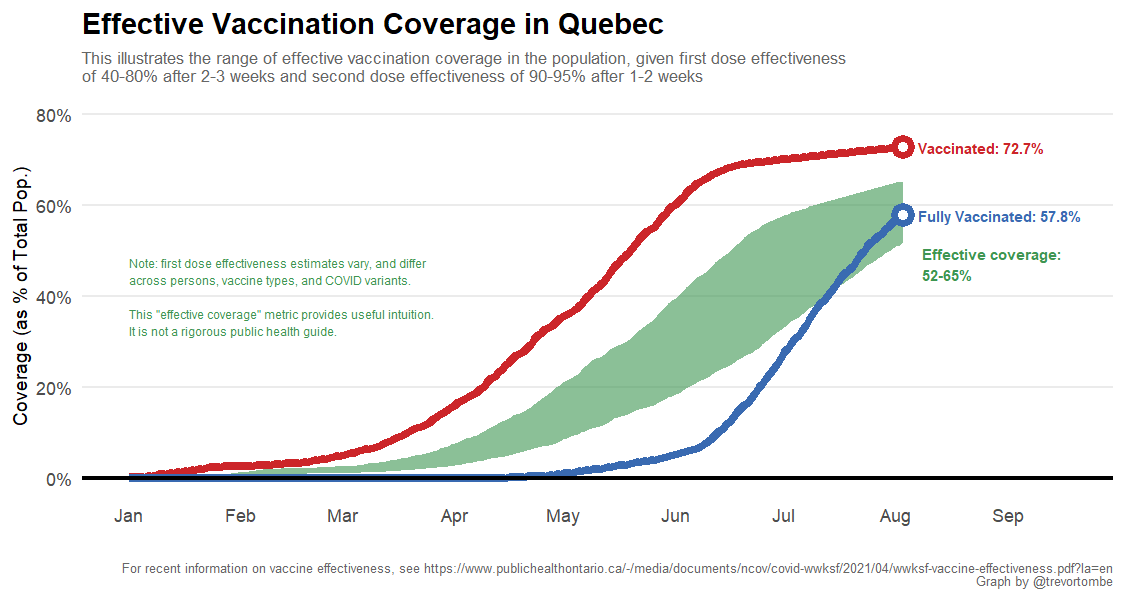 Effective Vaccination Coverage in Quebec
This illustrates the range of effective vaccination coverage in the population, given first dose effectiveness
of 40-80% after 2-3 weeks and second dose effectiveness of 90-95% after 1-2 weeks
Coverage (as % of Total Pop.)
80%
60%
40%
20%
0%
Vaccinated: 72.7%
Fully Vaccinated: 57.8%
Effective coverage:
52-65%
Note: first dose effectiveness estimates vary, and differ
across persons, vaccine types, and COVID variants.
This "effective coverage" metric provides useful intuition.
It is not a rigorous public health guide.
Jan Feb Mar Apr May Jun Jul Aug Sep
For recent information on vaccine effectiveness, see https://www.publichealthontario.ca/-/media/documents/ncov/covid-wwksf/2021/04/wwksf-vaccine-effectiveness.pdf?la=en
Graph by @trevortombe